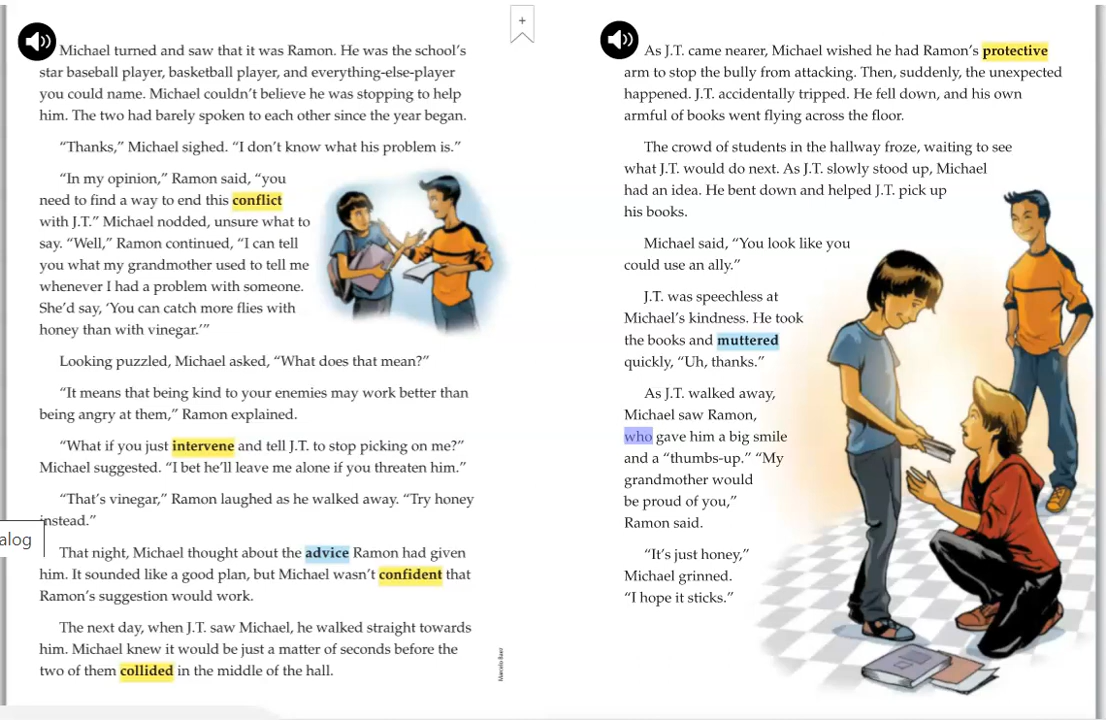 Michael turned and saw that it was Ramon. He was the school's
star baseball player, basketball player, and everything-else-player
you could name. Michael couldn't believe he was stopping to help
him. The two had barely spoken to each other since the year began.
"Thanks," Michael sighed. "I don't know what his problem is."
"In my opinion," Ramon said, "you
need to find a way to end this conflict
with J.T." Michael nodded, unsure what to
say. "Well," Ramon continued, "I can tell
you what my grandmother used to tell me
whenever I had a problem with someone.
She'd say, 'You can catch more flies with
honey than with vinegar.'"
Looking puzzled, Michael asked, "What does that mean?"
"It means that being kind to your enemies may work better than
being angry at them," Ramon explained.
"What if you just intervene and tell J.T. to stop picking on me?"
Michael suggested. "I bet he'll leave me alone if you threaten him."
"That's vinegar," Ramon laughed as he walked away. "Try honey
instead."
alog
That night, Michael thought about the advice Ramon had given
him. It sounded like a good plan, but Michael wasn't confident that
Ramon's suggestion would work.
The next day, when J.T. saw Michael, he walked straight towards
him. Michael knew it would be just a matter of seconds before the
two of them collided in the middle of the hall.
Marcelo Baez
+
As J.T. came nearer, Michael wished he had Ramon's protective
arm to stop the bully from attacking. Then, suddenly, the unexpected
happened. J.T. accidentally tripped. He fell down, and his own
armful of books went flying across the floor.
The crowd of students in the hallway froze, waiting to see
what J.T. would do next. As J.T. slowly stood up, Michael
had an idea. He bent down and helped J.T. pick up
his books.
Michael said, "You look like you
could use an ally."
J.T. was speechless at
Michael's kindness. He took
the books and muttered
quickly, "Uh, thanks."
As J.T. walked away,
Michael saw Ramon,
who gave him a big smile
and a "thumbs-up." "My
grandmother would
be proud of you,"
Ramon said.
"It's just honey,"
Michael grinned.
"I hope it sticks."